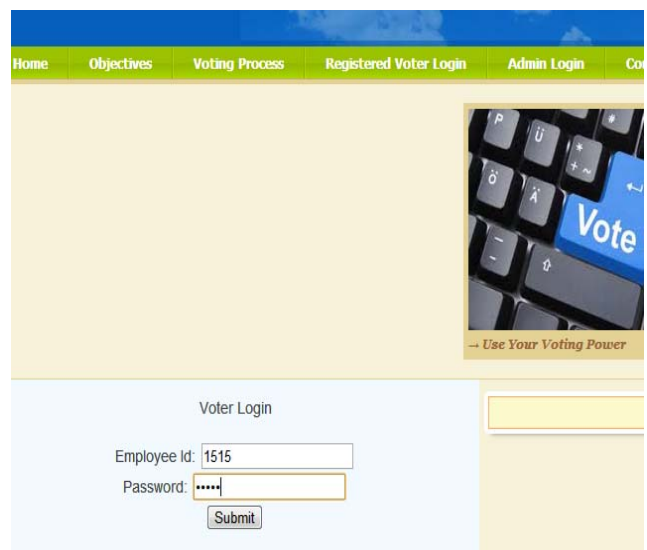 Home Objectives Voting Process Registered Voter Login Admin Login Co
P Ü * + ~ #
Ö Ä
Vote
- _
→ Use Your Voting Power
Voter Login
Employee Id: 1515
Password: •••••
Submit